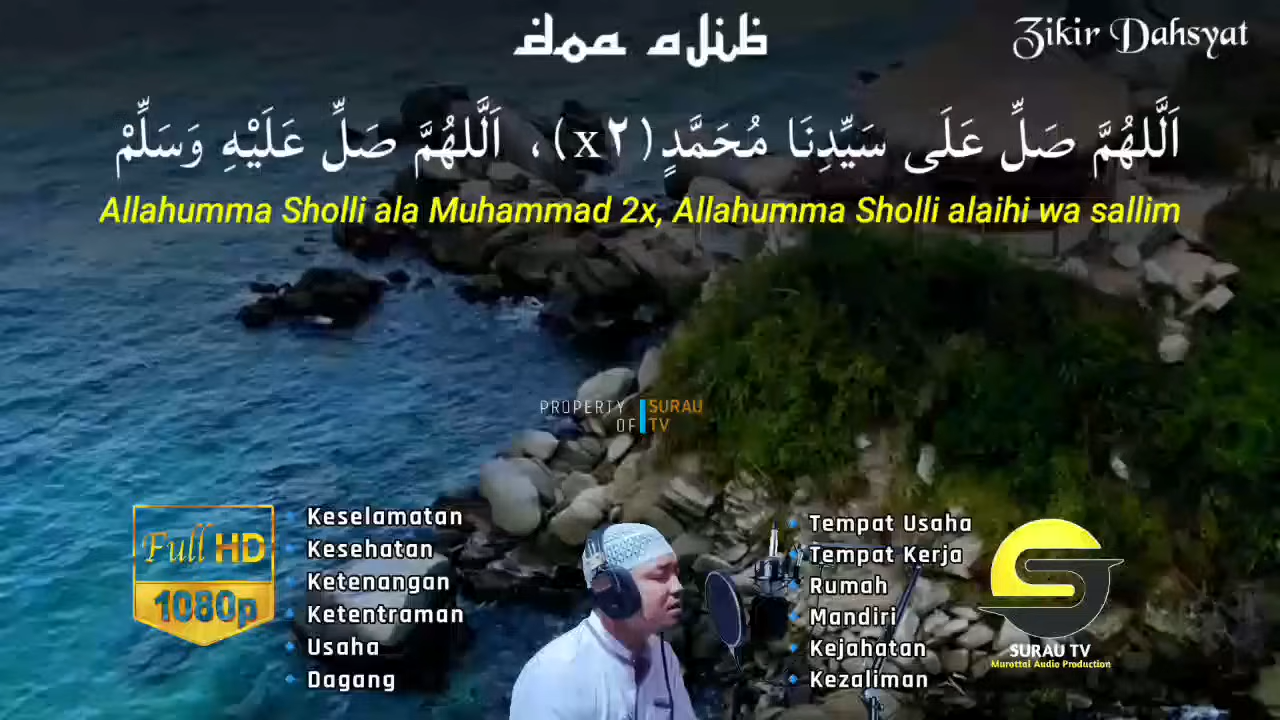 doa ajib
Zikir Dahsyat
اَللّٰهُمَّ صَلِّ عَلَى سَيِّدِنَا مُحَمَّدٍ (x٢)، اَللّٰهُمَّ صَلِّ عَلَيْهِ وَسَلِّمْ
Allahumma Sholli ala Muhammad 2x, Allahumma Sholli alaihi wa sallim
PROPERTY OF
SURAU TV
Full HD
1080p
Keselamatan
Kesehatan
Ketenangan
Ketentraman
Usaha
Dagang
Tempat Usaha
Tempat Kerja
Rumah
Mandiri
Kejahatan
Kezaliman
SURAU TV
Murottal Audio Production